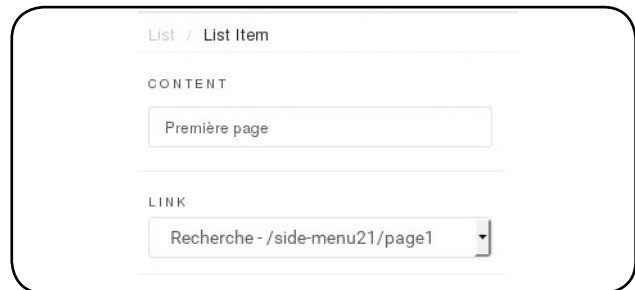 List / List Item
CONTENT
Première page
LINK
Recherche - /side-menu21/page1